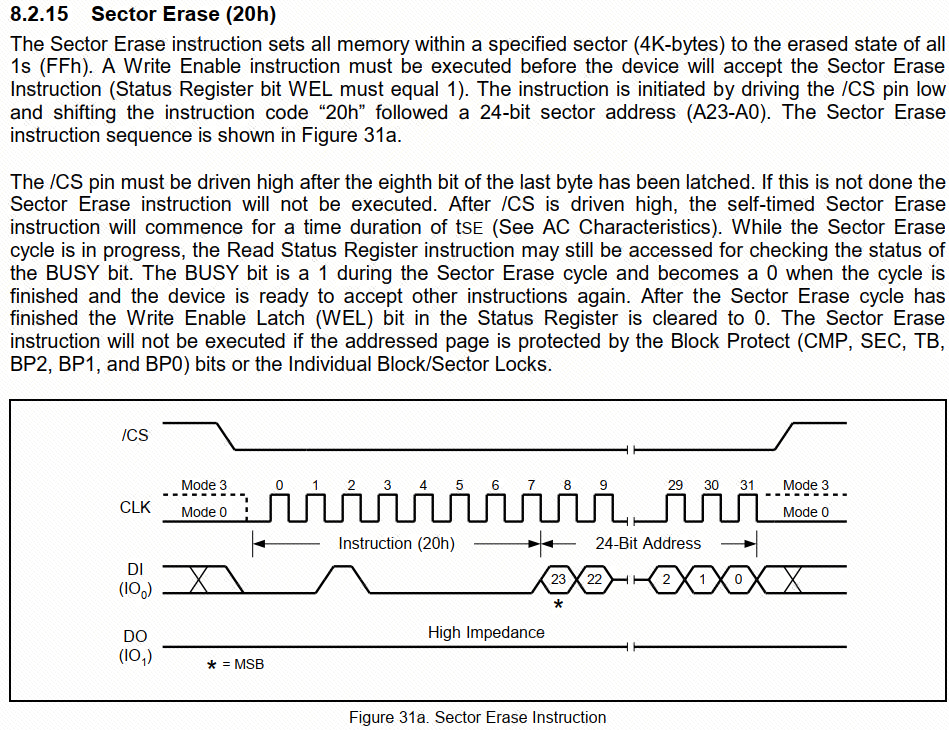 8.2.15 Sector Erase (20h)
The Sector Erase instruction sets all memory within a specified sector (4K-bytes) to the erased state of all
1s (FFh). A Write Enable instruction must be executed before the device will accept the Sector Erase
Instruction (Status Register bit WEL must equal 1). The instruction is initiated by driving the /CS pin low
and shifting the instruction code “20h” followed a 24-bit sector address (A23-A0). The Sector Erase
instruction sequence is shown in Figure 31a.
The /CS pin must be driven high after the eighth bit of the last byte has been latched. If this is not done the
Sector Erase instruction will not be executed. After /CS is driven high, the self-timed Sector Erase
instruction will commence for a time duration of tSE (See AC Characteristics). While the Sector Erase
cycle is in progress, the Read Status Register instruction may still be accessed for checking the status of
the BUSY bit. The BUSY bit is a 1 during the Sector Erase cycle and becomes a 0 when the cycle is
finished and the device is ready to accept other instructions again. After the Sector Erase cycle has
finished the Write Enable Latch (WEL) bit in the Status Register is cleared to 0. The Sector Erase
instruction will not be executed if the addressed page is protected by the Block Protect (CMP, SEC, TB,
BP2, BP1, and BP0) bits or the Individual Block/Sector Locks.
/CS
Mode 3 0 1 2 3 4 5 6 7 8 9 29 30 31 Mode 3
CLK
Mode 0 Mode 0
Instruction (20h) 24-Bit Address
DI
(IO0) 23 22 2 1 0
*
High Impedance
DO
(IO1)
* = MSB
Figure 31a. Sector Erase Instruction